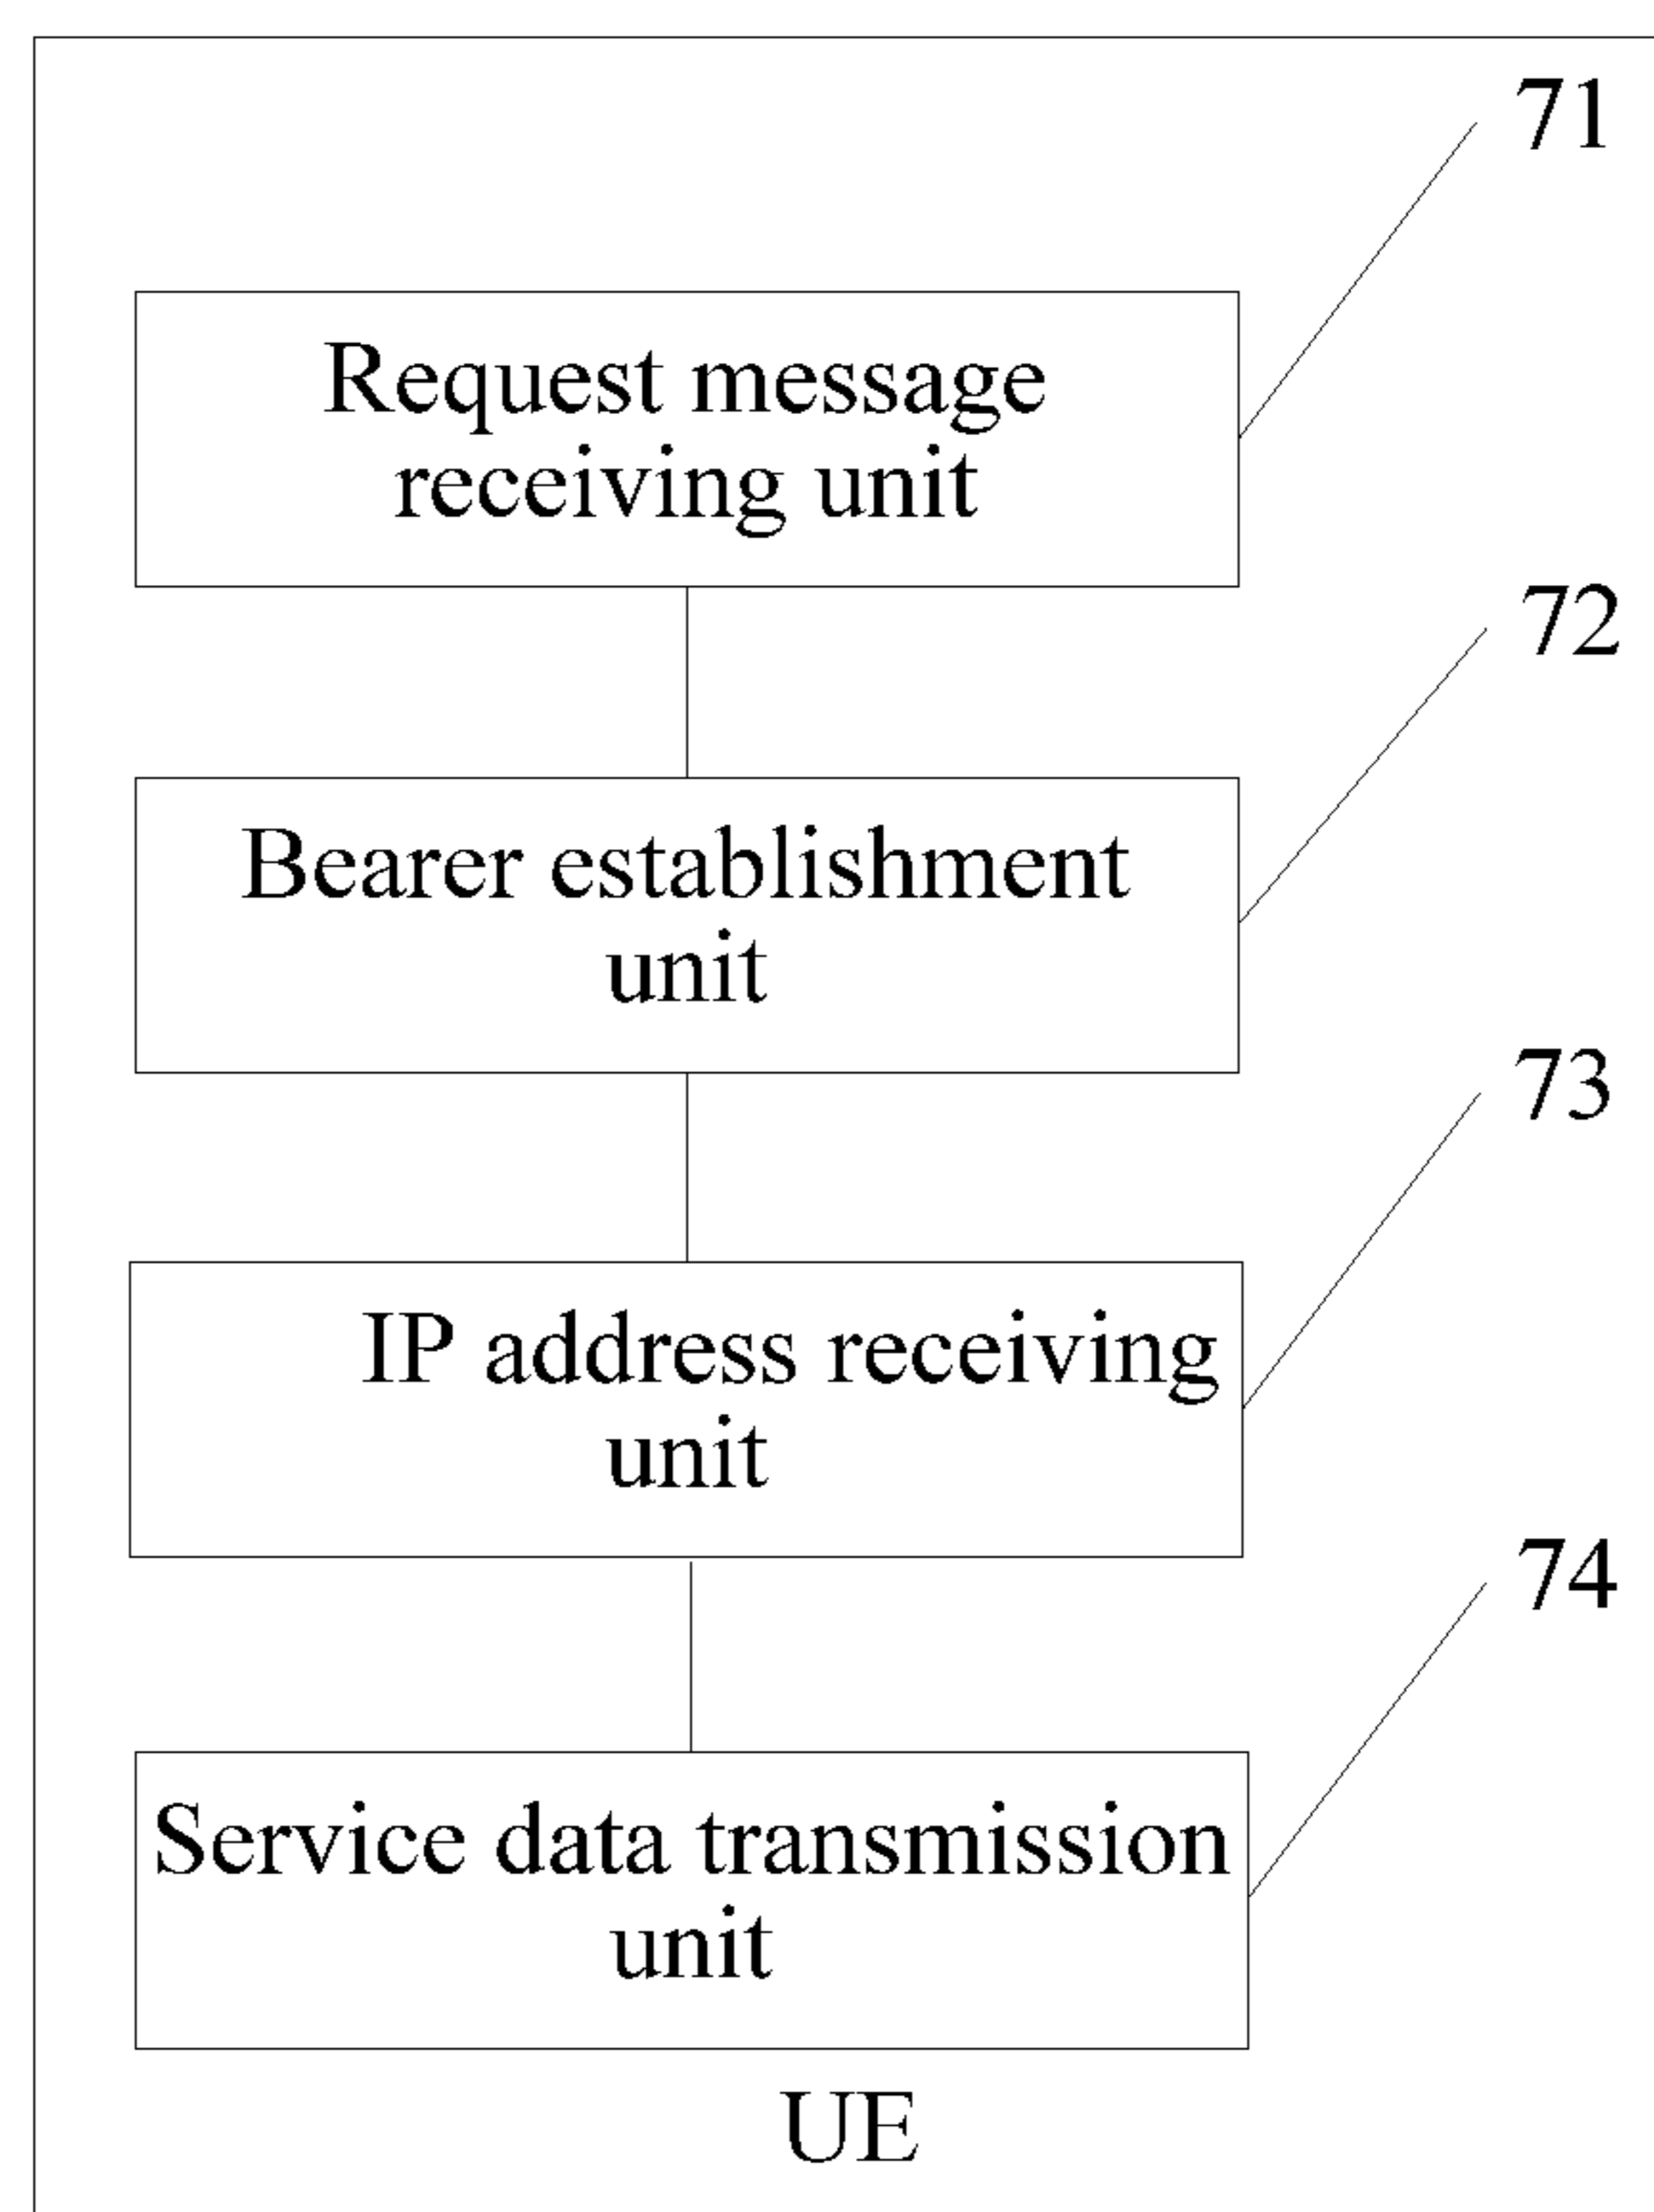 71
Request message
receiving unit
72
Bearer establishment
unit
73
IP address receiving
unit
74
Service data transmission
unit
UE